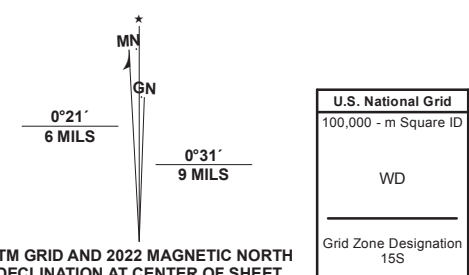 MN
GN
0°21´
6 MILS
0°31´
9 MILS
TM GRID AND 2022 MAGNETIC NORTH
DECLINATION AT CENTER OF SHEET
U.S. National Grid
100,000 - m Square ID
WD
Grid Zone Designation
15S